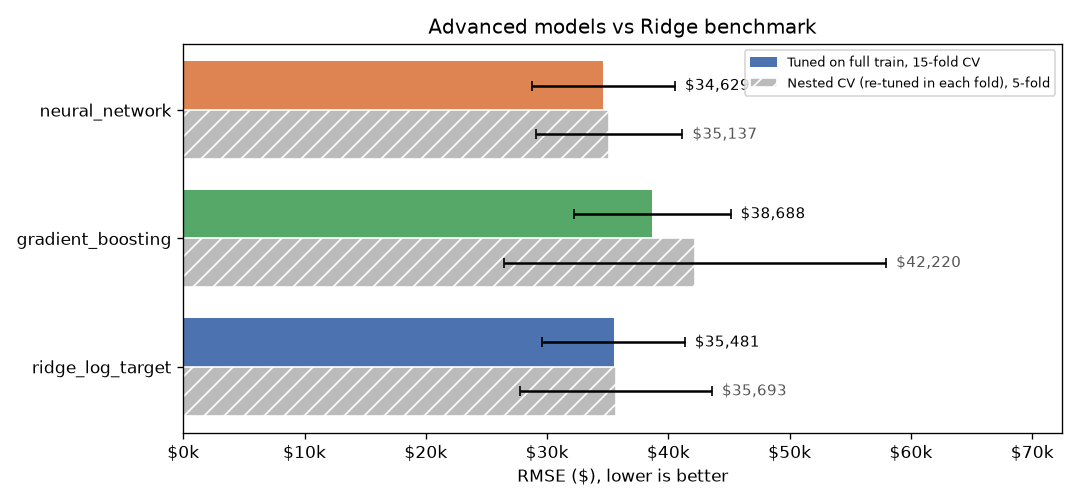 Advanced models vs Ridge benchmark
Tuned on full train, 15-fold CV
Nested CV (re-tuned in each fold), 5-fold
neural_network
$34,629
$35,137
gradient_boosting
$38,688
$42,220
ridge_log_target
$35,481
$35,693
$0k $10k $20k $30k $40k $50k $60k $70k
RMSE ($), lower is better